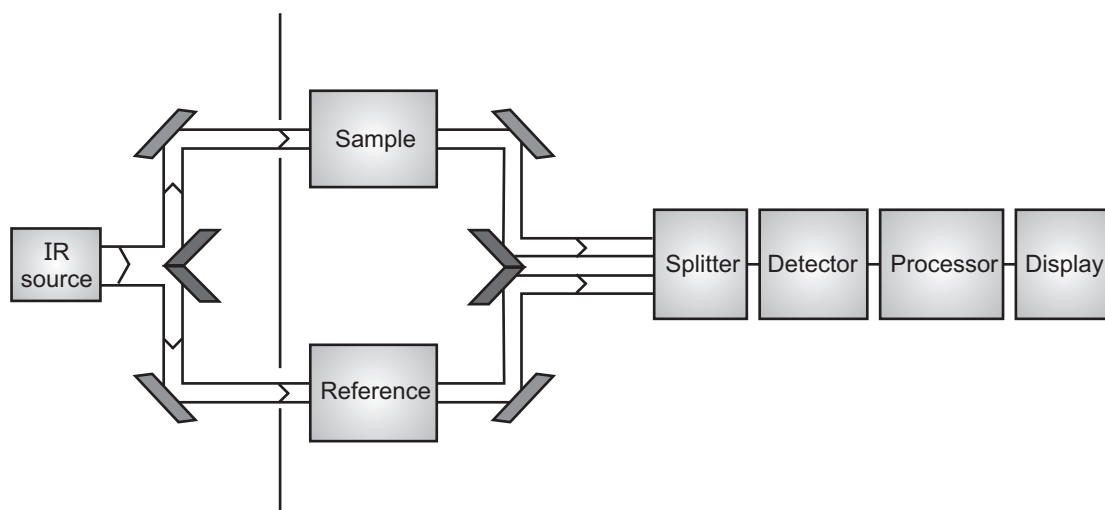 Sample
IR
source
Splitter
Detector
Processor
Display
Reference